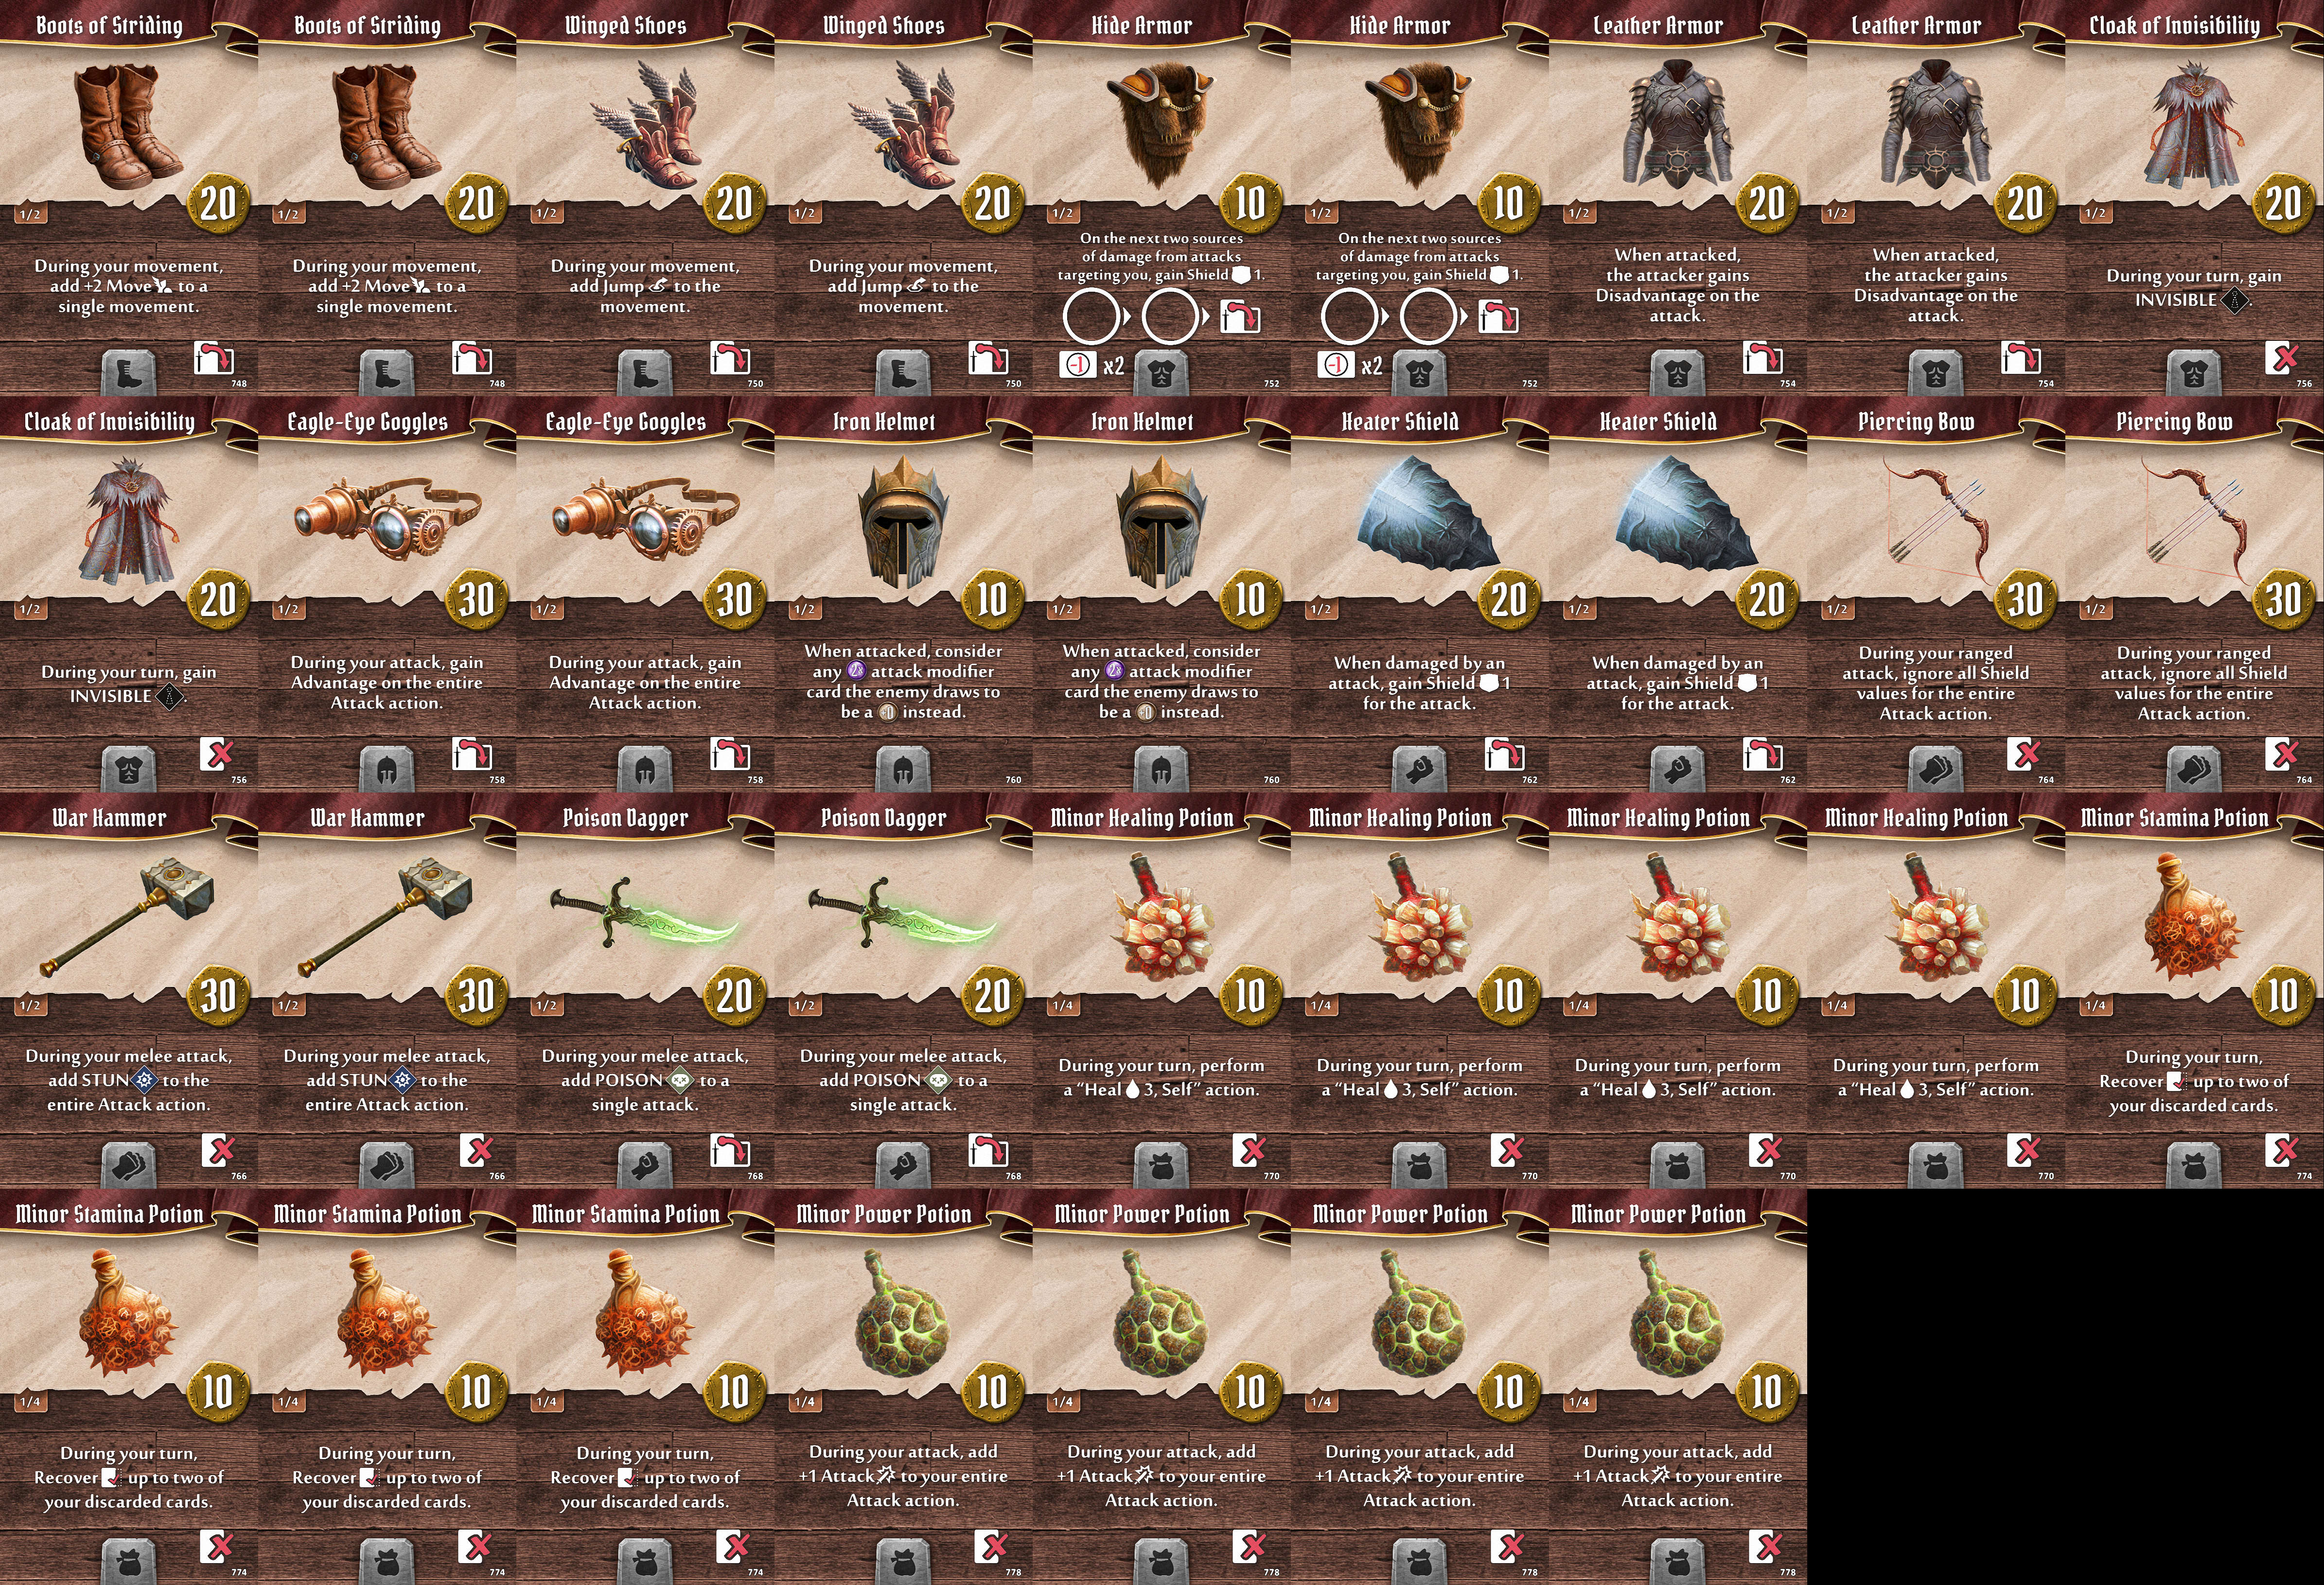 Boots of Striding
20
1/2
During your movement,
add +2 Move to a
single movement.
748
Boots of Striding
20
1/2
During your movement,
add +2 Move to a
single movement.
748
Winged Shoes
20
1/2
During your movement,
add Jump to the
movement.
750
Winged Shoes
20
1/2
During your movement,
add Jump to the
movement.
750
Hide Armor
10
1/2
On the next two sources
of damage from attacks
targeting you, gain Shield 1.
-1 x2
752
Hide Armor
10
1/2
On the next two sources
of damage from attacks
targeting you, gain Shield 1.
-1 x2
752
Leather Armor
20
1/2
When attacked,
the attacker gains
Disadvantage on the
attack.
754
Leather Armor
20
1/2
When attacked,
the attacker gains
Disadvantage on the
attack.
754
Cloak of Invisibility
20
1/2
During your turn, gain
INVISIBLE .
756
Cloak of Invisibility
20
1/2
During your turn, gain
INVISIBLE .
756
Eagle-Eye Goggles
30
1/2
During your attack, gain
Advantage on the entire
Attack action.
758
Eagle-Eye Goggles
30
1/2
During your attack, gain
Advantage on the entire
Attack action.
758
Iron Helmet
10
1/2
When attacked, consider
any 2x attack modifier
card the enemy draws to
be a +0 instead.
760
Iron Helmet
10
1/2
When attacked, consider
any 2x attack modifier
card the enemy draws to
be a +0 instead.
760
Heater Shield
20
1/2
When damaged by an
attack, gain Shield 1
for the attack.
762
Heater Shield
20
1/2
When damaged by an
attack, gain Shield 1
for the attack.
762
Piercing Bow
30
1/2
During your ranged
attack, ignore all Shield
values for the entire
Attack action.
764
Piercing Bow
30
1/2
During your ranged
attack, ignore all Shield
values for the entire
Attack action.
764
War Hammer
30
1/2
During your melee attack,
add STUN to the
entire Attack action.
766
War Hammer
30
1/2
During your melee attack,
add STUN to the
entire Attack action.
766
Poison Dagger
20
1/2
During your melee attack,
add POISON to a
single attack.
768
Poison Dagger
20
1/2
During your melee attack,
add POISON to a
single attack.
768
Minor Healing Potion
10
1/4
During your turn, perform
a “Heal 3, Self” action.
770
Minor Healing Potion
10
1/4
During your turn, perform
a “Heal 3, Self” action.
770
Minor Healing Potion
10
1/4
During your turn, perform
a “Heal 3, Self” action.
770
Minor Healing Potion
10
1/4
During your turn, perform
a “Heal 3, Self” action.
770
Minor Stamina Potion
10
1/4
During your turn,
Recover up to two of
your discarded cards.
774
Minor Stamina Potion
10
1/4
During your turn,
Recover up to two of
your discarded cards.
774
Minor Stamina Potion
10
1/4
During your turn,
Recover up to two of
your discarded cards.
774
Minor Stamina Potion
10
1/4
During your turn,
Recover up to two of
your discarded cards.
774
Minor Power Potion
10
1/4
During your attack, add
+1 Attack to your entire
Attack action.
778
Minor Power Potion
10
1/4
During your attack, add
+1 Attack to your entire
Attack action.
778
Minor Power Potion
10
1/4
During your attack, add
+1 Attack to your entire
Attack action.
778
Minor Power Potion
10
1/4
During your attack, add
+1 Attack to your entire
Attack action.
778